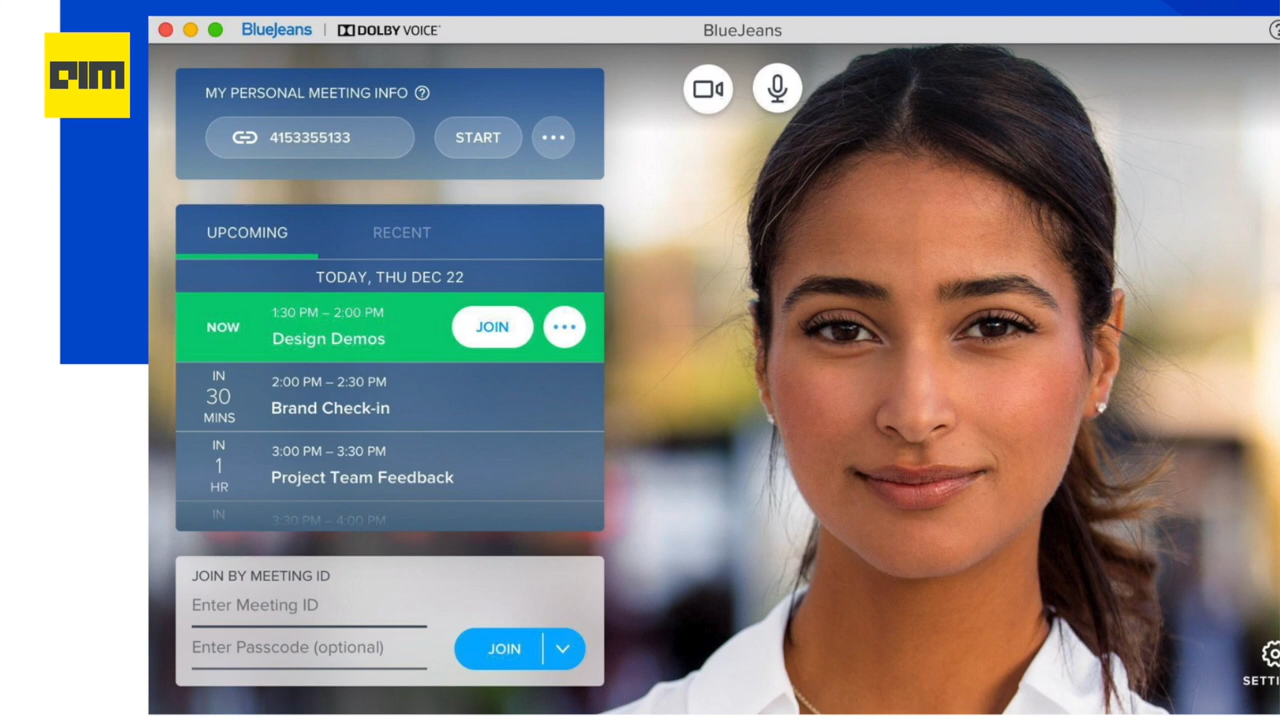 aim
BlueJeans | DOLBY VOICE
BlueJeans
MY PERSONAL MEETING INFO
4153355133
START
UPCOMING
RECENT
TODAY, THU DEC 22
NOW
1:30 PM – 2:00 PM
Design Demos
JOIN
IN
30
MINS
2:00 PM – 2:30 PM
Brand Check-in
IN
1
HR
3:00 PM – 3:30 PM
Project Team Feedback
IN
3:30 PM – 4:00 PM
JOIN BY MEETING ID
Enter Meeting ID
Enter Passcode (optional)
JOIN
SETTI